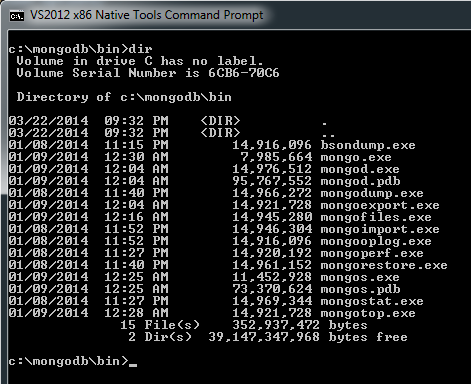 VS2012 x86 Native Tools Command Prompt
c:\mongodb\bin>dir
Volume in drive C has no label.
Volume Serial Number is 6CB6-70C6
Directory of c:\mongodb\bin
03/22/2014  09:32 PM    <DIR>          .
03/22/2014  09:32 PM    <DIR>          ..
01/08/2014  11:15 PM        14,916,096 bsondump.exe
01/09/2014  12:30 AM         7,985,664 mongo.exe
01/09/2014  12:04 AM        14,976,512 mongod.exe
01/09/2014  12:04 AM        95,767,552 mongod.pdb
01/08/2014  11:40 PM        14,966,272 mongodump.exe
01/09/2014  12:04 AM        14,921,728 mongoexport.exe
01/09/2014  12:16 AM        14,945,280 mongofiles.exe
01/08/2014  11:52 PM        14,946,304 mongoimport.exe
01/08/2014  11:52 PM        14,916,096 mongooplog.exe
01/08/2014  11:27 PM        14,920,192 mongoperf.exe
01/08/2014  11:40 PM        14,961,152 mongorestore.exe
01/09/2014  12:25 AM        11,452,928 mongos.exe
01/09/2014  12:25 AM        73,370,624 mongos.pdb
01/08/2014  11:27 PM        14,969,344 mongostat.exe
01/09/2014  12:28 AM        14,921,728 mongotop.exe
15 File(s)    352,937,472 bytes
2 Dir(s)  39,147,347,968 bytes free
c:\mongodb\bin>_